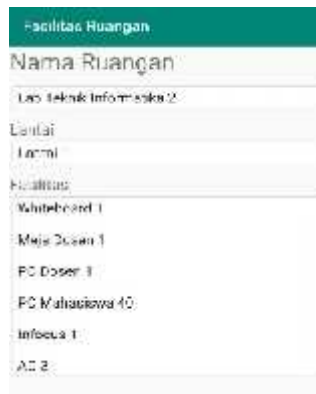 Fasilitas Ruangan
Nama Ruangan
Lab Teknik Informatika 2
Lantai
Fasilitas
Whiteboard 1
Meja Dosen 1
PC Dosen 1
PC Mahasiswa 40
Infocus 1
AC 2